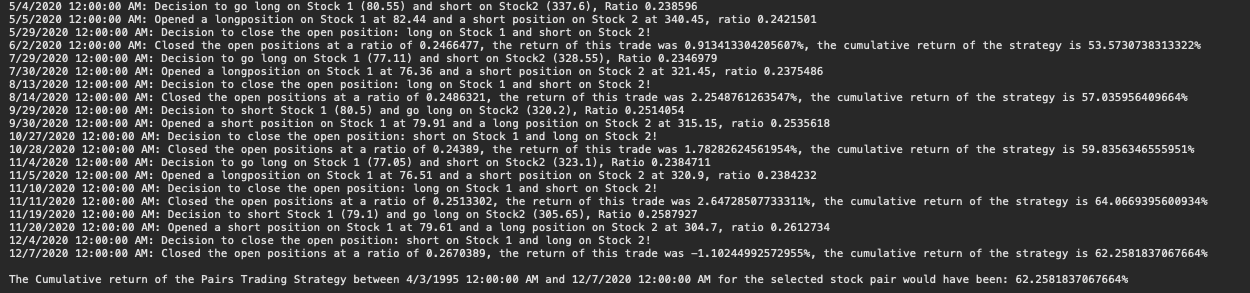 5/4/2020 12:00:00 AM: Decision to go long on Stock 1 (80.55) and short on Stock2 (337.6), Ratio 0.238596
5/5/2020 12:00:00 AM: Opened a longposition on Stock 1 at 82.44 and a short position on Stock 2 at 340.45, ratio 0.2421501
5/29/2020 12:00:00 AM: Decision to close the open position: long on Stock 1 and short on Stock 2!
6/2/2020 12:00:00 AM: Closed the open positions at a ratio of 0.2466477, the return of this trade was 0.913413304205607%, the cumulative return of the strategy is 53.5730738313322%
7/29/2020 12:00:00 AM: Decision to go long on Stock 1 (77.11) and short on Stock2 (328.55), Ratio 0.2346979
7/30/2020 12:00:00 AM: Opened a longposition on Stock 1 at 76.36 and a short position on Stock 2 at 321.45, ratio 0.2375486
8/13/2020 12:00:00 AM: Decision to close the open position: long on Stock 1 and short on Stock 2!
8/14/2020 12:00:00 AM: Closed the open positions at a ratio of 0.2486321, the return of this trade was 2.2548761263547%, the cumulative return of the strategy is 57.035956409664%
9/29/2020 12:00:00 AM: Decision to short Stock 1 (80.5) and go long on Stock2 (320.2), Ratio 0.2514054
9/30/2020 12:00:00 AM: Opened a short position on Stock 1 at 79.91 and a long position on Stock 2 at 315.15, ratio 0.2535618
10/27/2020 12:00:00 AM: Decision to close the open position: short on Stock 1 and long on Stock 2!
10/28/2020 12:00:00 AM: Closed the open positions at a ratio of 0.24389, the return of this trade was 1.78282624561954%, the cumulative return of the strategy is 59.8356346555951%
11/4/2020 12:00:00 AM: Decision to go long on Stock 1 (77.05) and short on Stock2 (323.1), Ratio 0.2384711
11/5/2020 12:00:00 AM: Opened a longposition on Stock 1 at 76.51 and a short position on Stock 2 at 320.9, ratio 0.2384232
11/10/2020 12:00:00 AM: Decision to close the open position: long on Stock 1 and short on Stock 2!
11/11/2020 12:00:00 AM: Closed the open positions at a ratio of 0.2513302, the return of this trade was 2.64728507733311%, the cumulative return of the strategy is 64.0669395600934%
11/19/2020 12:00:00 AM: Decision to short Stock 1 (79.1) and go long on Stock2 (305.65), Ratio 0.2587927
11/20/2020 12:00:00 AM: Opened a short position on Stock 1 at 79.61 and a long position on Stock 2 at 304.7, ratio 0.2612734
12/4/2020 12:00:00 AM: Decision to close the open position: short on Stock 1 and long on Stock 2!
12/7/2020 12:00:00 AM: Closed the open positions at a ratio of 0.2670389, the return of this trade was -1.10244992572955%, the cumulative return of the strategy is 62.2581837067664%
The Cumulative return of the Pairs Trading Strategy between 4/3/1995 12:00:00 AM and 12/7/2020 12:00:00 AM for the selected stock pair would have been: 62.2581837067664%